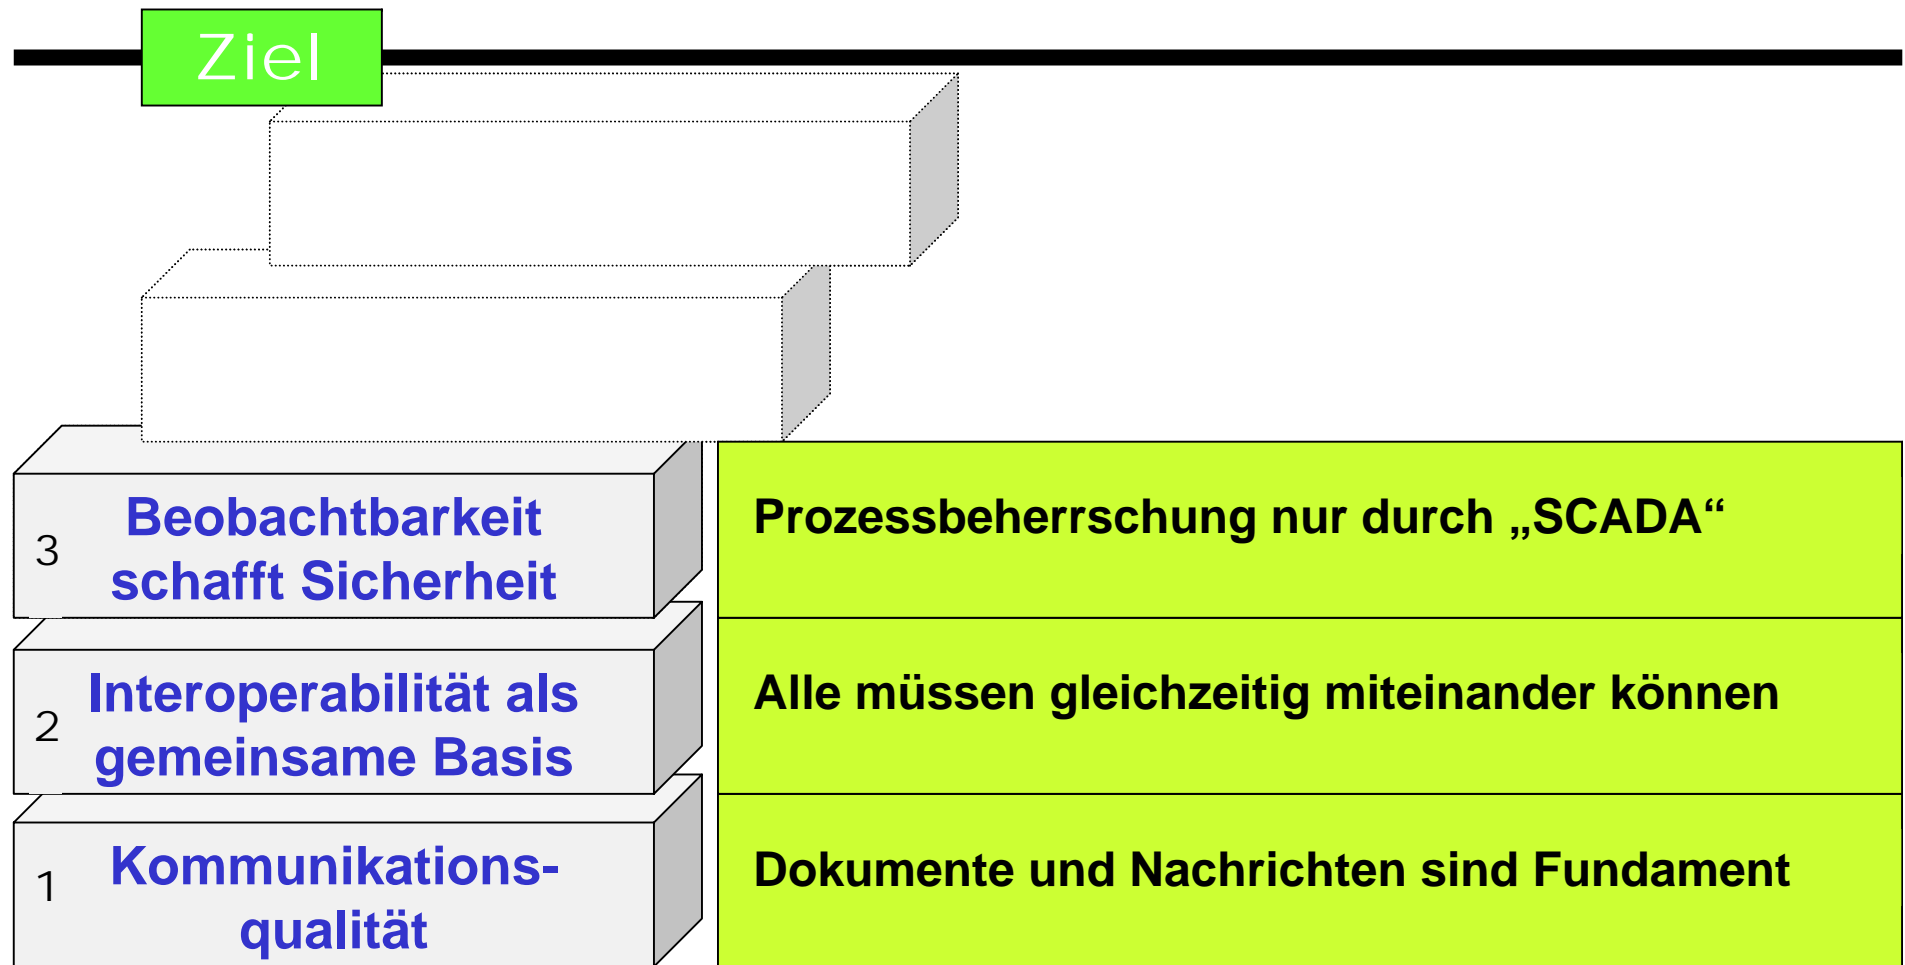 Ziel
3
Beobachtbarkeit
schafft Sicherheit
Prozessbeherrschung nur durch „SCADA“
2
Interoperabilität als
gemeinsame Basis
Alle müssen gleichzeitig miteinander können
1
Kommunikations-
qualität
Dokumente und Nachrichten sind Fundament